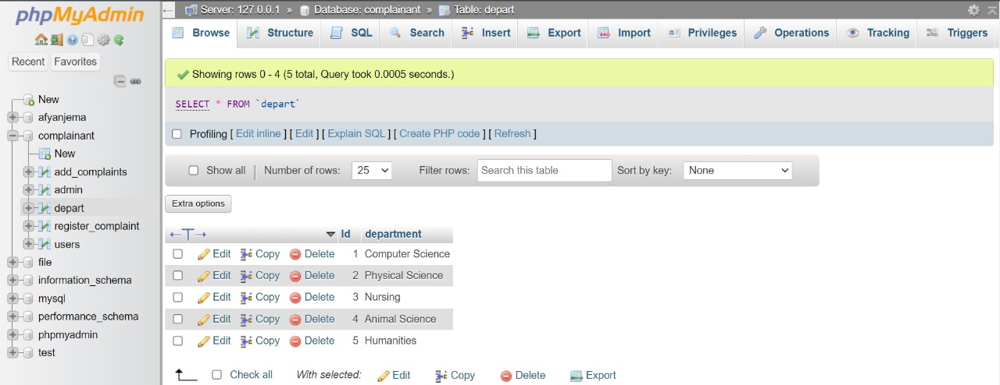 phpMyAdmin
Recent Favorites
New
afyanjema
complainant
New
add_complaints
admin
depart
register_complaint
users
file
information_schema
mysql
performance_schema
phpmyadmin
test
Server: 127.0.0.1 » Database: complainant » Table: depart
Browse Structure SQL Search Insert Export Import Privileges Operations Tracking Triggers
Showing rows 0 - 4 (5 total, Query took 0.0005 seconds.)
SELECT * FROM `depart`
Profiling [ Edit inline ] [ Edit ] [ Explain SQL ] [ Create PHP code ] [ Refresh ]
Show all | Number of rows: 25 Filter rows: Search this table Sort by key: None
Extra options
←T→ Id department
Edit Copy Delete 1 Computer Science
Edit Copy Delete 2 Physical Science
Edit Copy Delete 3 Nursing
Edit Copy Delete 4 Animal Science
Edit Copy Delete 5 Humanities
Check all With selected: Edit Copy Delete Export